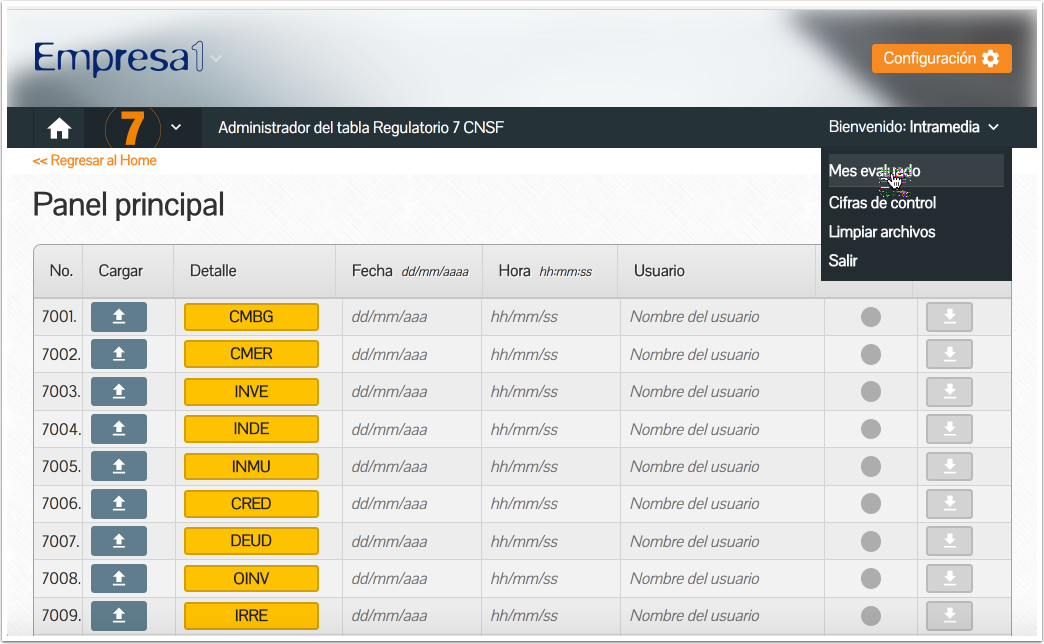 Empresa1
Configuración
7
Administrador del tabla Regulatorio 7 CNSF
Bienvenido: Intramedia
<< Regresar al Home
Mes evaluado
Cifras de control
Limpiar archivos
Salir
Panel principal
No. Cargar Detalle Fecha dd/mm/aaaa Hora hh:mm:ss Usuario
7001. CMBG dd/mm/aaa hh/mm/ss Nombre del usuario
7002. CMER dd/mm/aaa hh/mm/ss Nombre del usuario
7003. INVE dd/mm/aaa hh/mm/ss Nombre del usuario
7004. INDE dd/mm/aaa hh/mm/ss Nombre del usuario
7005. INMU dd/mm/aaa hh/mm/ss Nombre del usuario
7006. CRED dd/mm/aaa hh/mm/ss Nombre del usuario
7007. DEUD dd/mm/aaa hh/mm/ss Nombre del usuario
7008. OINV dd/mm/aaa hh/mm/ss Nombre del usuario
7009. IRRE dd/mm/aaa hh/mm/ss Nombre del usuario